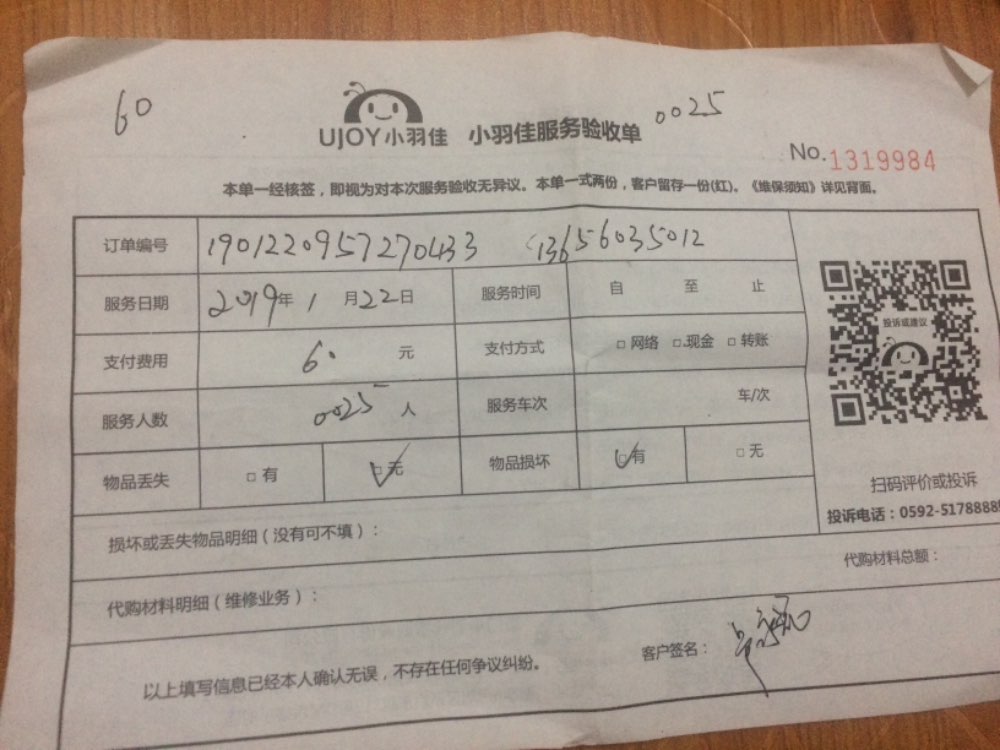 60
UJOY小羽佳 小羽佳服务验收单 0025
No.1319984
本单一经核签，即视为对本次服务验收无异议。本单一式两份，客户留存一份(红)。《维保须知》详见背面。
订单编号 1901220957270433 13656035012
服务日期 2019年 1 月22日 服务时间 自 至 止
支付费用 60 元 支付方式 □网络 □现金 □转账
服务人数 0025 人 服务车次 车/次
物品丢失 □有 □无 物品损坏 □有 □无
投诉或建议
扫码评价或投诉
投诉电话：0592-5178888
损坏或丢失物品明细（没有可不填）：
代购材料明细（维修业务）： 代购材料总额：
以上填写信息已经本人确认无误，不存在任何争议纠纷。 客户签名：